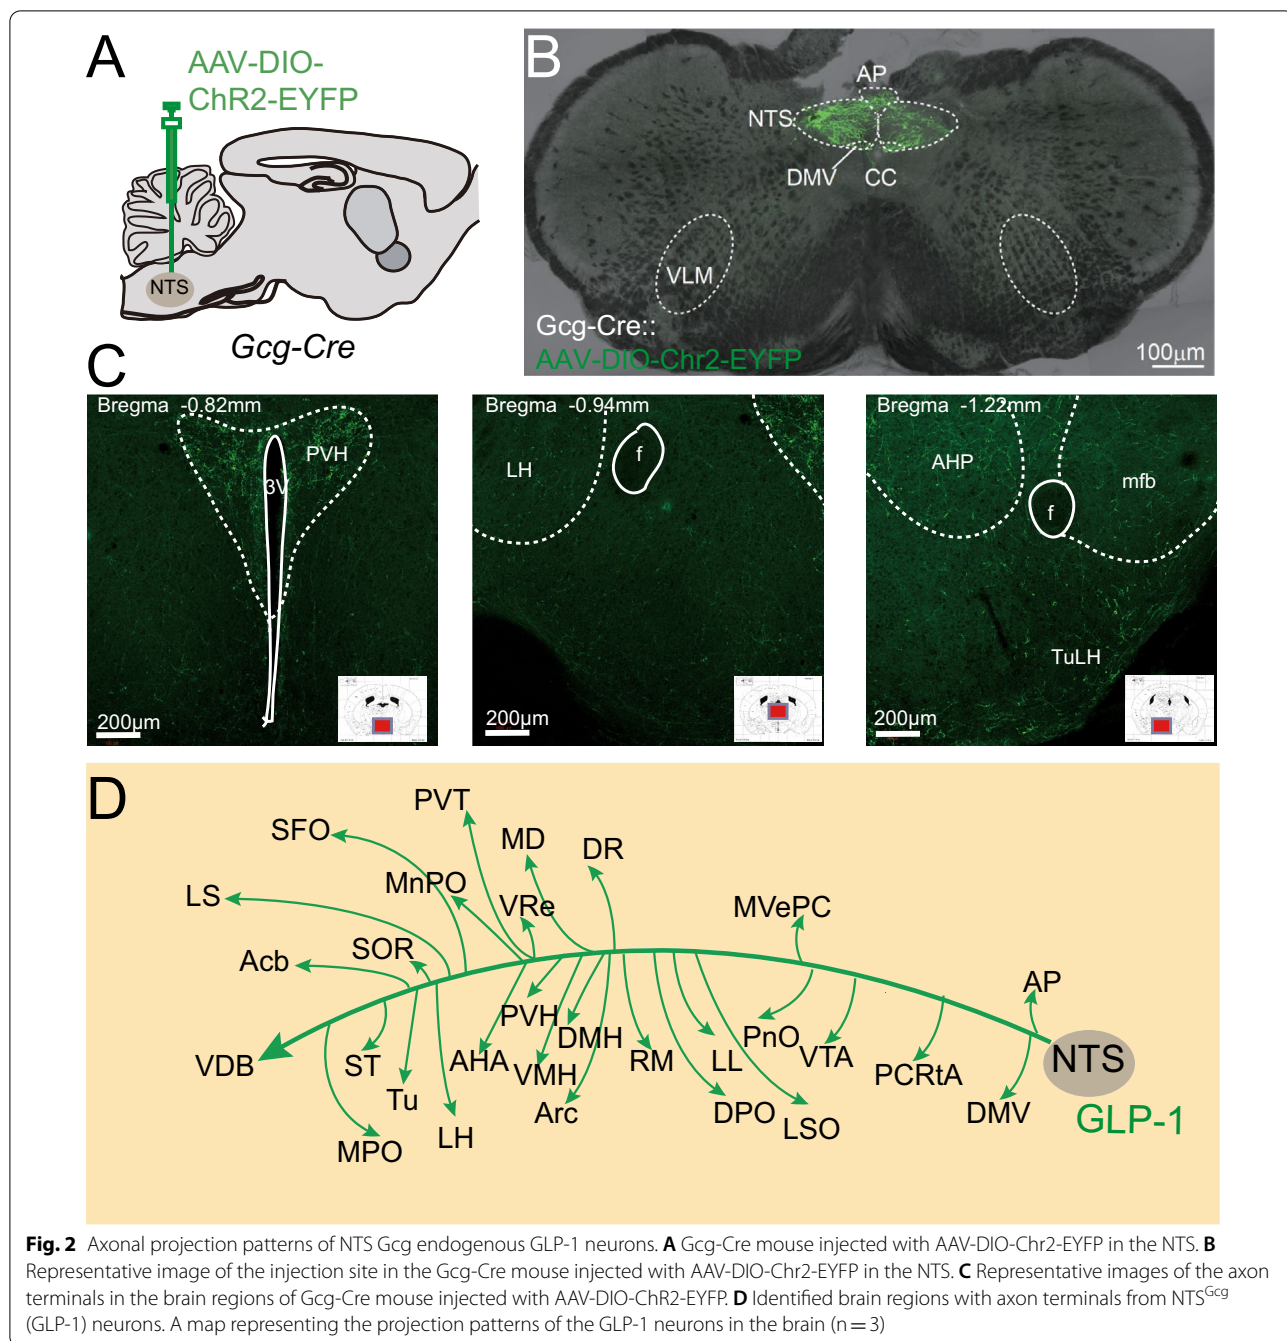 A
AAV-DIO-
ChR2-EYFP
NTS
Gcg-Cre
B
AP
NTS
DMV
CC
VLM
Gcg-Cre::
AAV-DIO-Chr2-EYFP
100μm
C
Bregma -0.82mm
PVH
3V
200μm
Bregma -0.94mm
LH
f
200μm
Bregma -1.22mm
AHP
mfb
f
TuLH
200μm
D
PVT
SFO
MD
DR
MnPO
LS
VRe
MVePC
SOR
Acb
AP
PVH
DMH
PnO
VDB
ST
AHA
VMH
RM
LL
VTA
PCRtA
NTS
Tu
Arc
DPO
LSO
DMV
GLP-1
MPO
LH
Fig. 2 Axonal projection patterns of NTS Gcg endogenous GLP-1 neurons. A Gcg-Cre mouse injected with AAV-DIO-Chr2-EYFP in the NTS. B
Representative image of the injection site in the Gcg-Cre mouse injected with AAV-DIO-Chr2-EYFP in the NTS. C Representative images of the axon
terminals in the brain regions of Gcg-Cre mouse injected with AAV-DIO-ChR2-EYFP. D Identified brain regions with axon terminals from NTS^Gcg
(GLP-1) neurons. A map representing the projection patterns of the GLP-1 neurons in the brain (n = 3)